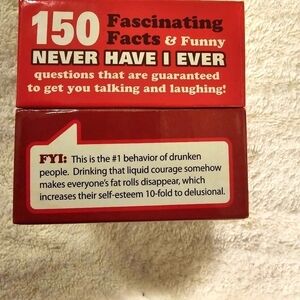 150 Fascinating
Facts & Funny
NEVER HAVE I EVER
questions that are guaranteed
to get you talking and laughing!
FYI: This is the #1 behavior of drunken
people. Drinking that liquid courage somehow
makes everyone's fat rolls disappear, which
increases their self-esteem 10-fold to delusional.